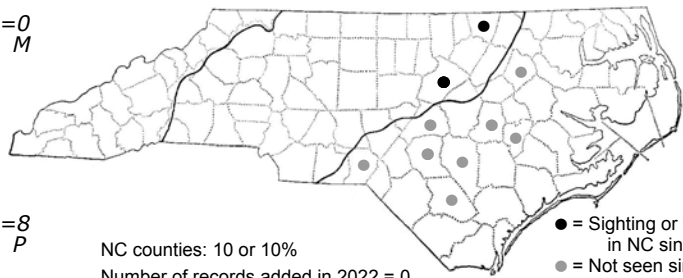 =0
M
=8
P
NC counties: 10 or 10%
Number of records added in 2022 = 0
● = Sighting or
in NC sin
● = Not seen sin